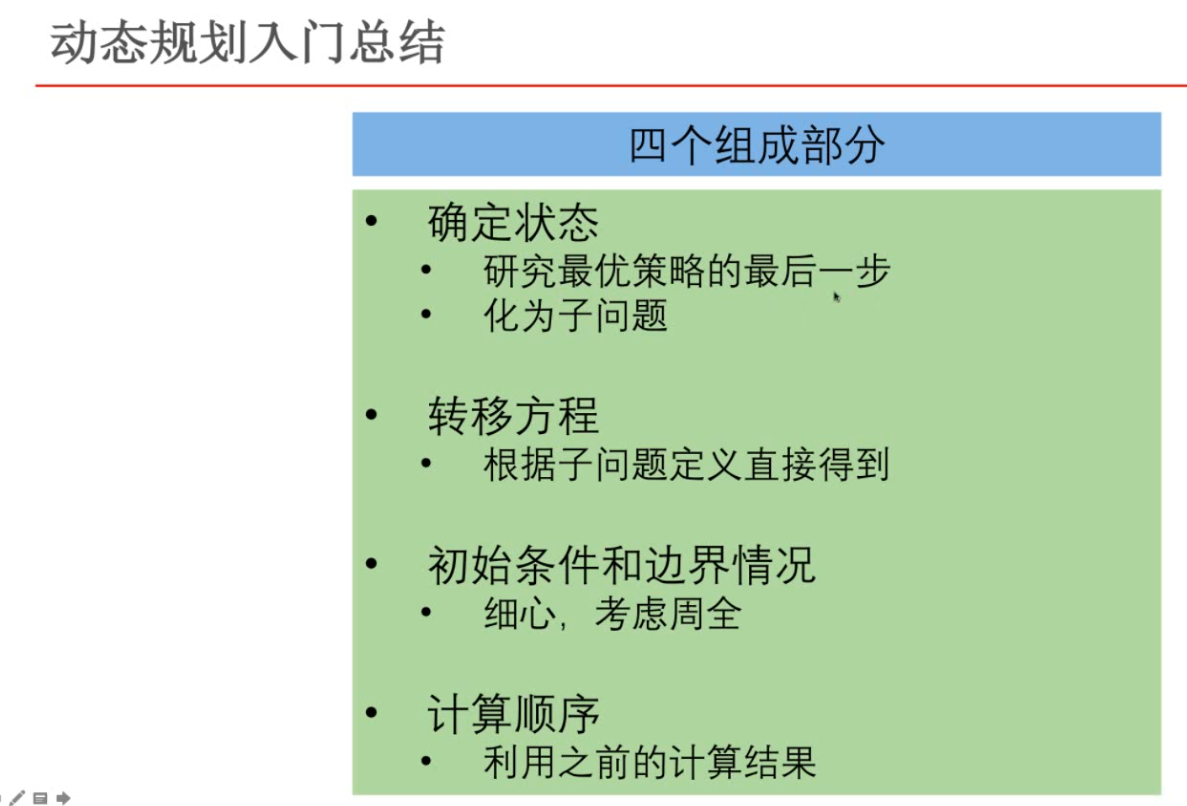 动态规划入门总结
四个组成部分
• 确定状态
• 研究最优策略的最后一步
• 化为子问题
• 转移方程
• 根据子问题定义直接得到
• 初始条件和边界情况
• 细心，考虑周全
• 计算顺序
• 利用之前的计算结果